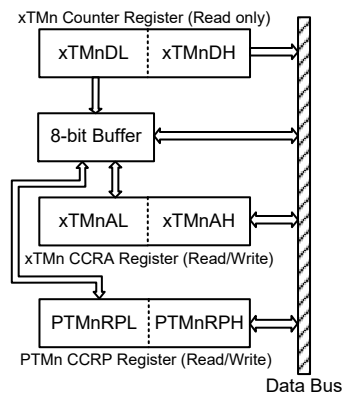 xTMn Counter Register (Read only)
xTMnDL xTMnDH
8-bit Buffer
xTMnAL xTMnAH
xTMn CCRA Register (Read/Write)
PTMnRPL PTMnRPH
PTMn CCRP Register (Read/Write)
Data Bus